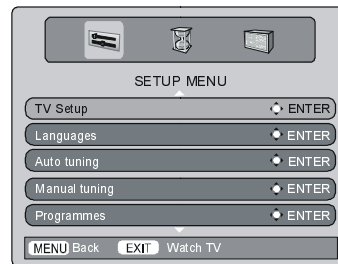 SETUP MENU
TV Setup ENTER
Languages ENTER
Auto tuning ENTER
Manual tuning ENTER
Programmes ENTER
MENU Back EXIT Watch TV